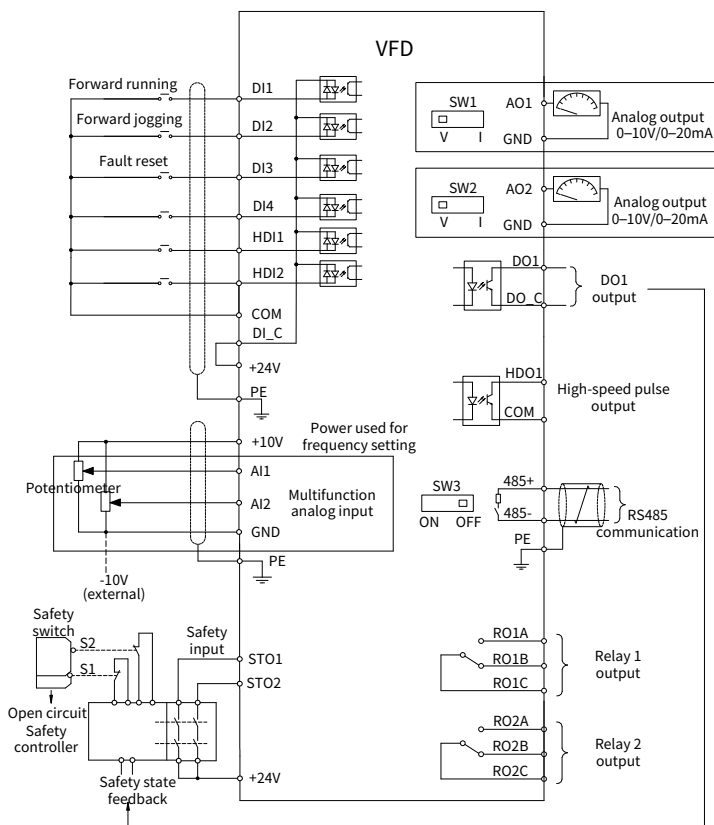 VFD
Forward running
DI1
Forward jogging
DI2
Fault reset
DI3
DI4
HDI1
HDI2
COM
DI_C
+24V
PE
SW1
V I
AO1
GND
Analog output
0–10V/0–20mA
SW2
V I
AO2
GND
Analog output
0–10V/0–20mA
DO1
DO_C
DO1
output
HDO1
COM
High-speed pulse
output
Power used for
frequency setting
+10V
AI1
Potentiometer
AI2
Multifunction
analog input
GND
PE
-10V
(external)
SW3
ON OFF
485+
485-
PE
RS485
communication
Safety
switch
S2
S1
Open circuit
Safety
controller
Safety
input
STO1
STO2
+24V
Safety state
feedback
RO1A
RO1B
RO1C
Relay 1
output
RO2A
RO2B
RO2C
Relay 2
output